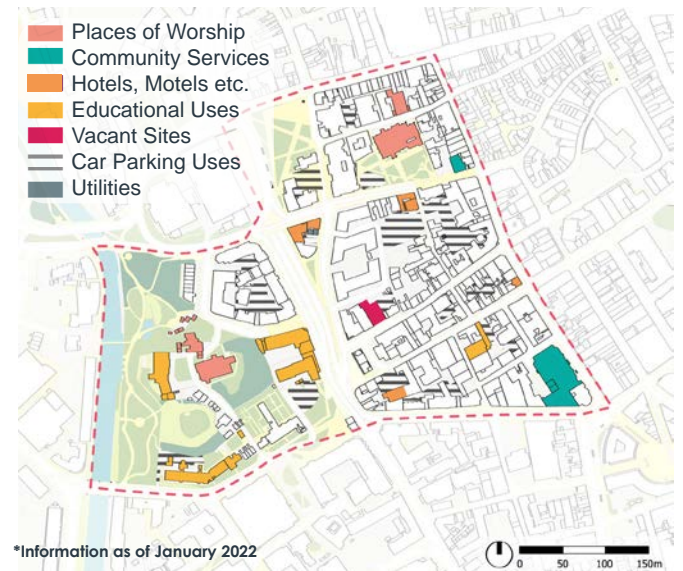 Places of Worship
Community Services
Hotels, Motels etc.
Educational Uses
Vacant Sites
Car Parking Uses
Utilities
*Information as of January 2022
0 50 100 150m